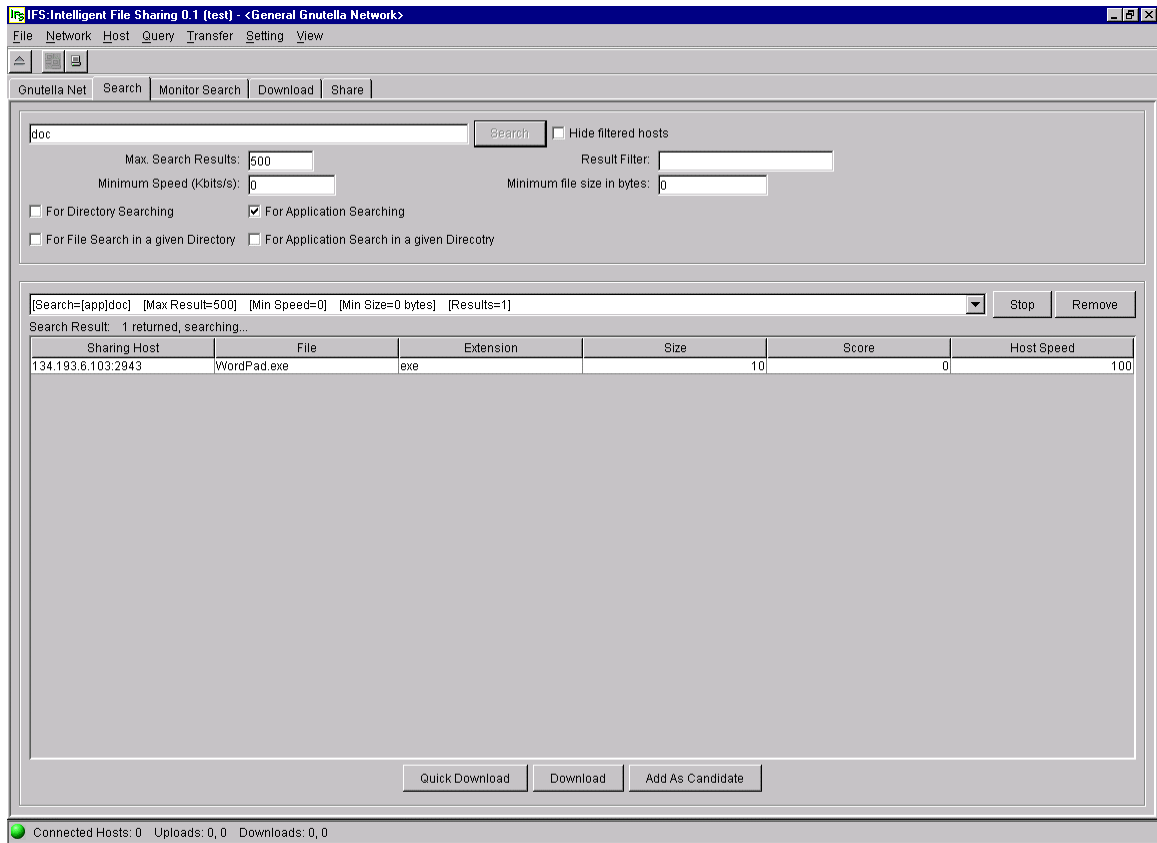 IFS:Intelligent File Sharing 0.1 (test) - <General Gnutella Network>
File Network Host Query Transfer Setting View
Gnutella Net Search Monitor Search Download Share
doc Search Hide filtered hosts
Max. Search Results: 500 Result Filter:
Minimum Speed (Kbits/s): 0 Minimum file size in bytes: 0
For Directory Searching For Application Searching
For File Search in a given Directory For Application Search in a given Direcotry
[Search=[app]doc] [Max Result=500] [Min Speed=0] [Min Size=0 bytes] [Results=1] Stop Remove
Search Result: 1 returned, searching...
Sharing Host File Extension Size Score Host Speed
134.193.6.103:2943 WordPad.exe exe 10 0 100
Quick Download Download Add As Candidate
Connected Hosts: 0 Uploads: 0, 0 Downloads: 0, 0